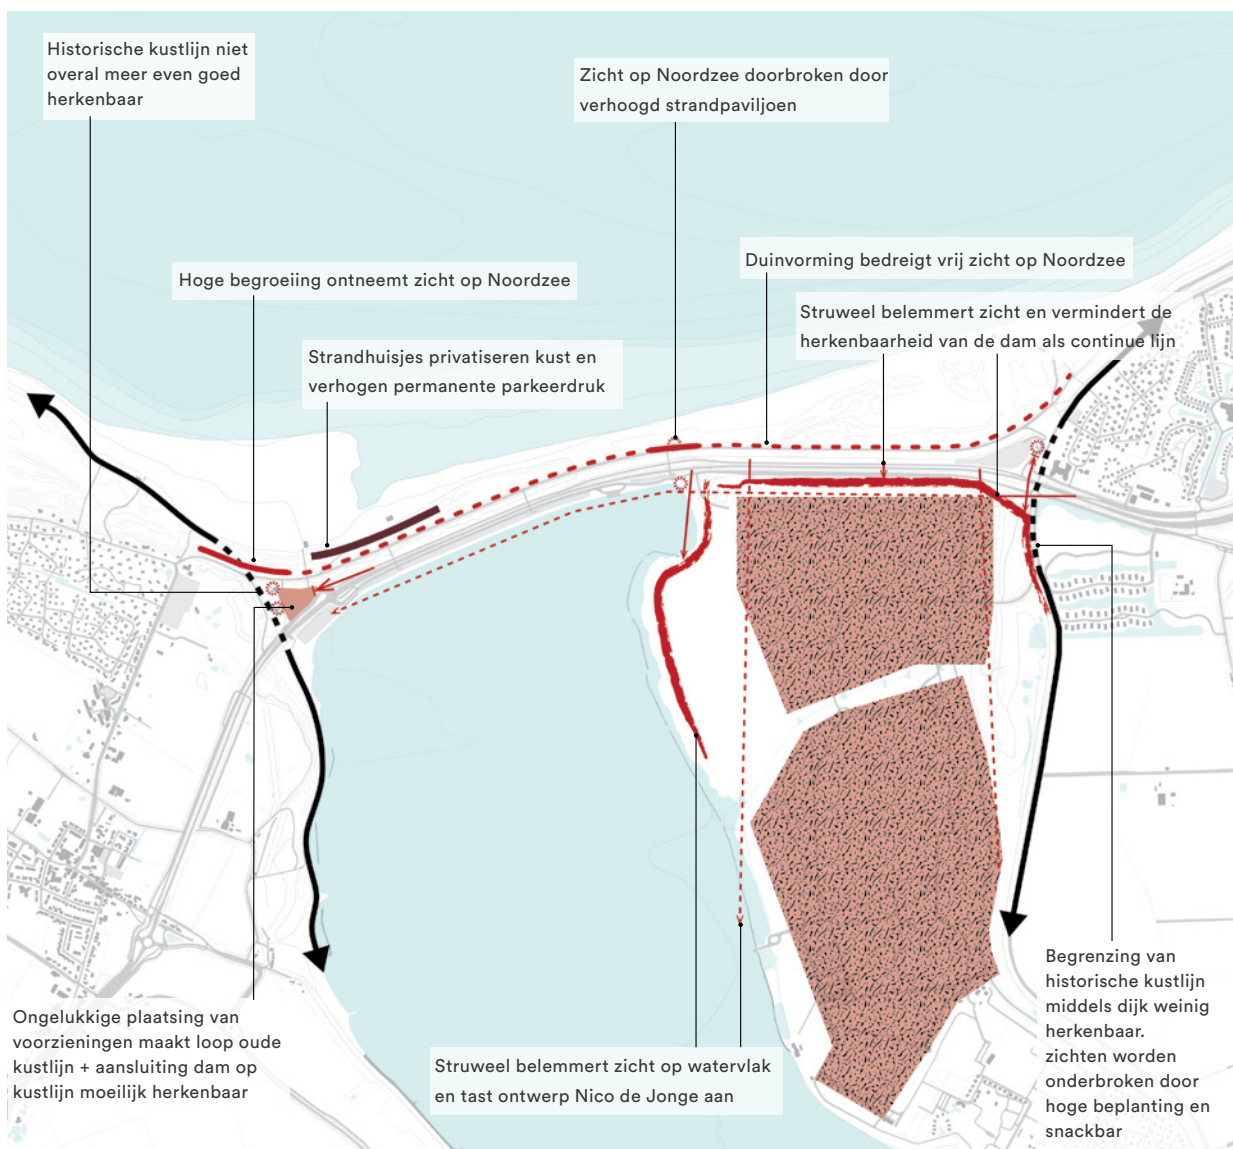 Historische kustlijn niet
overal meer even goed
herkenbaar
Zicht op Noordzee doorbroken door
verhoogd strandpaviljoen
Hoge begroeiing ontneemt zicht op Noordzee
Duinvorming bedreigt vrij zicht op Noordzee
Struweel belemmert zicht en vermindert de
herkenbaarheid van de dam als continue lijn
Strandhuisjes privatiseren kust en
verhogen permanente parkeerdruk
Ongelukkige plaatsing van
voorzieningen maakt loop oude
kustlijn + aansluiting dam op
kustlijn moeilijk herkenbaar
Struweel belemmert zicht op watervlak
en tast ontwerp Nico de Jonge aan
Begrenzing van
historische kustlijn
middels dijk weinig
herkenbaar.
zichten worden
onderbroken door
hoge beplanting en
snackbar